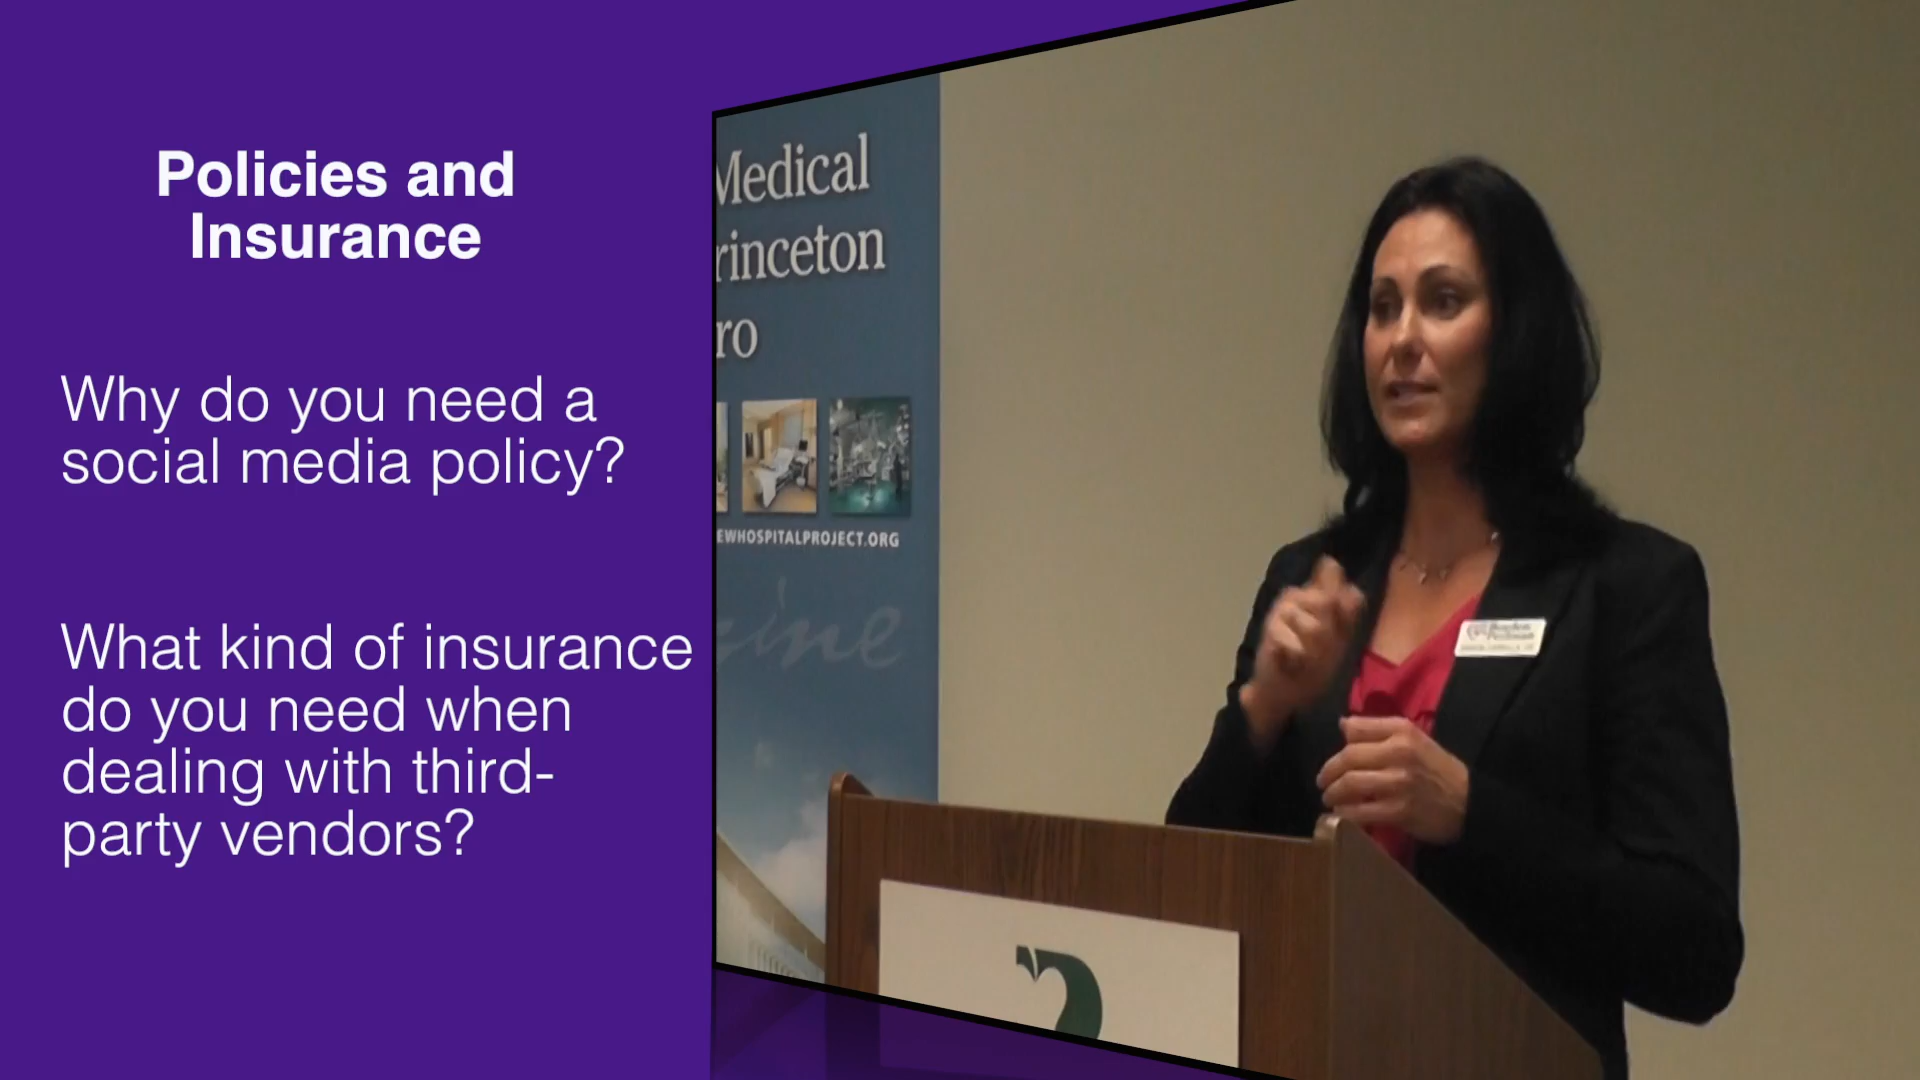 Policies and
Insurance
Why do you need a
social media policy?
What kind of insurance
do you need when
dealing with third-
party vendors?
Medical
rinceton
ro
EWHOSPITALPROJECT.ORG
gine